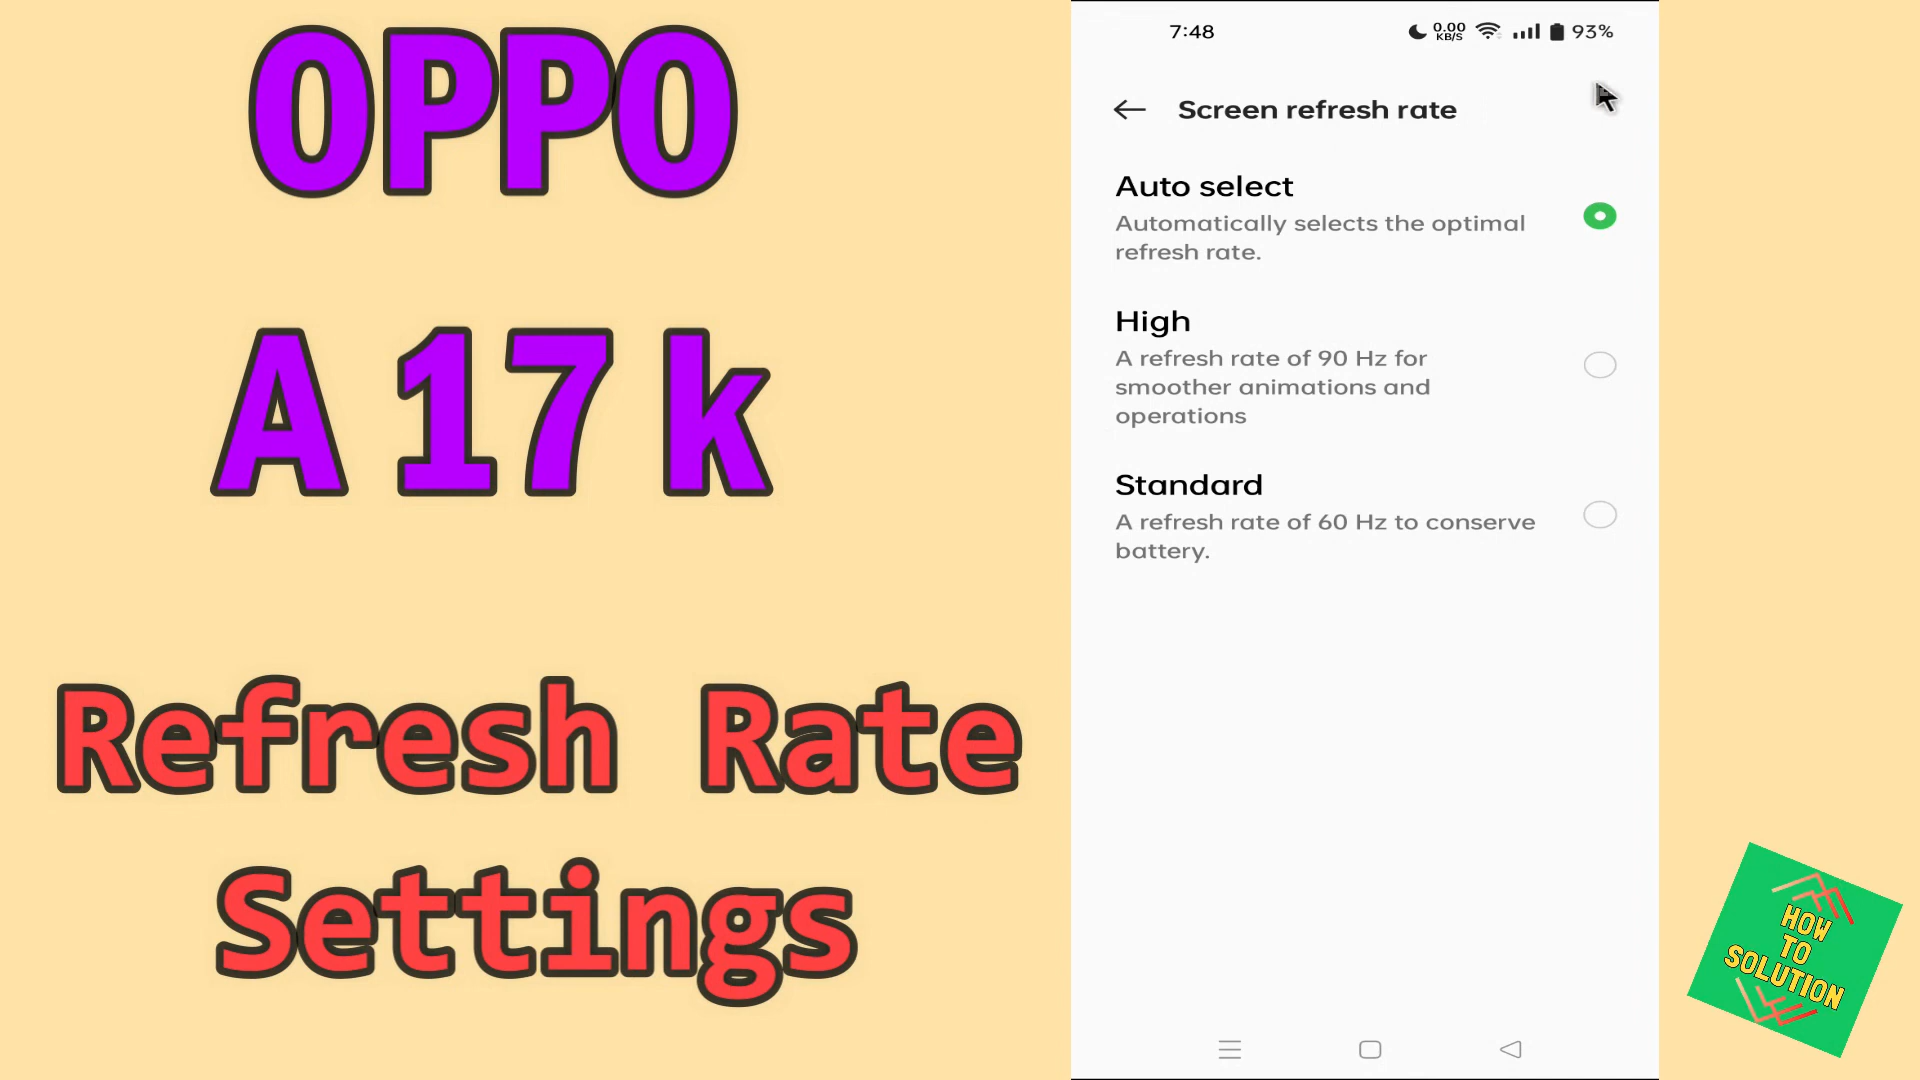 OPPO
A 17 k
Refresh Rate
Settings
7:48
0.00
KB/S
93%
Screen refresh rate
Auto select
Automatically selects the optimal
refresh rate.
High
A refresh rate of 90 Hz for
smoother animations and
operations
Standard
A refresh rate of 60 Hz to conserve
battery.
HOW
TO
SOLUTION